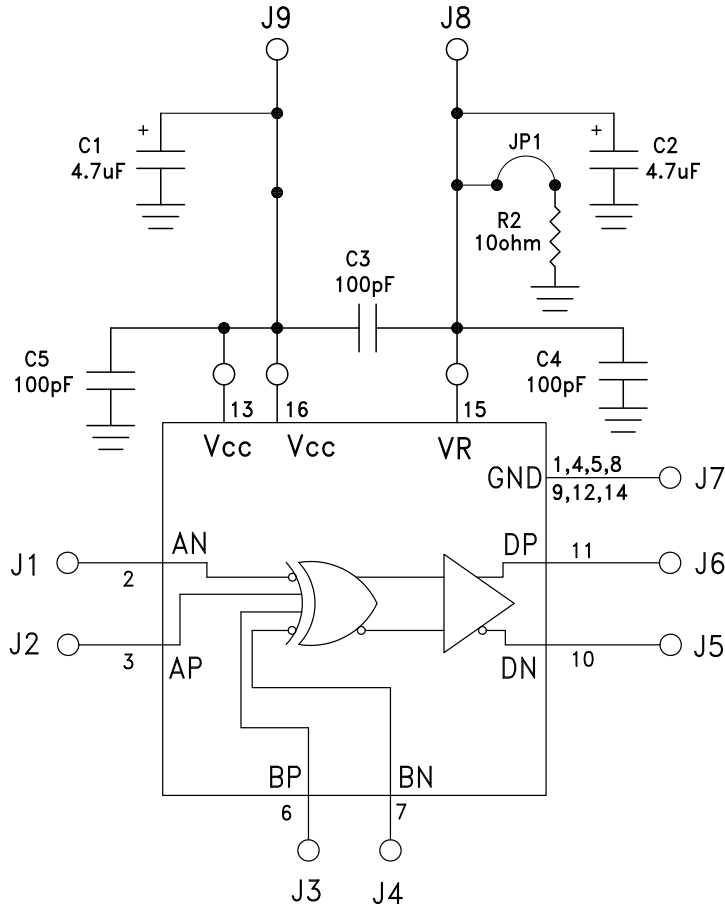 J9
J8
+
C1
4.7uF
JP1
+
C2
4.7uF
R2
10ohm
C3
100pF
C5
100pF
C4
100pF
13
16
15
Vcc
Vcc
VR
GND
1,4,5,8
9,12,14
J7
J1
2
AN
DP
11
J6
J2
3
AP
DN
10
J5
BP
BN
6
7
J3
J4